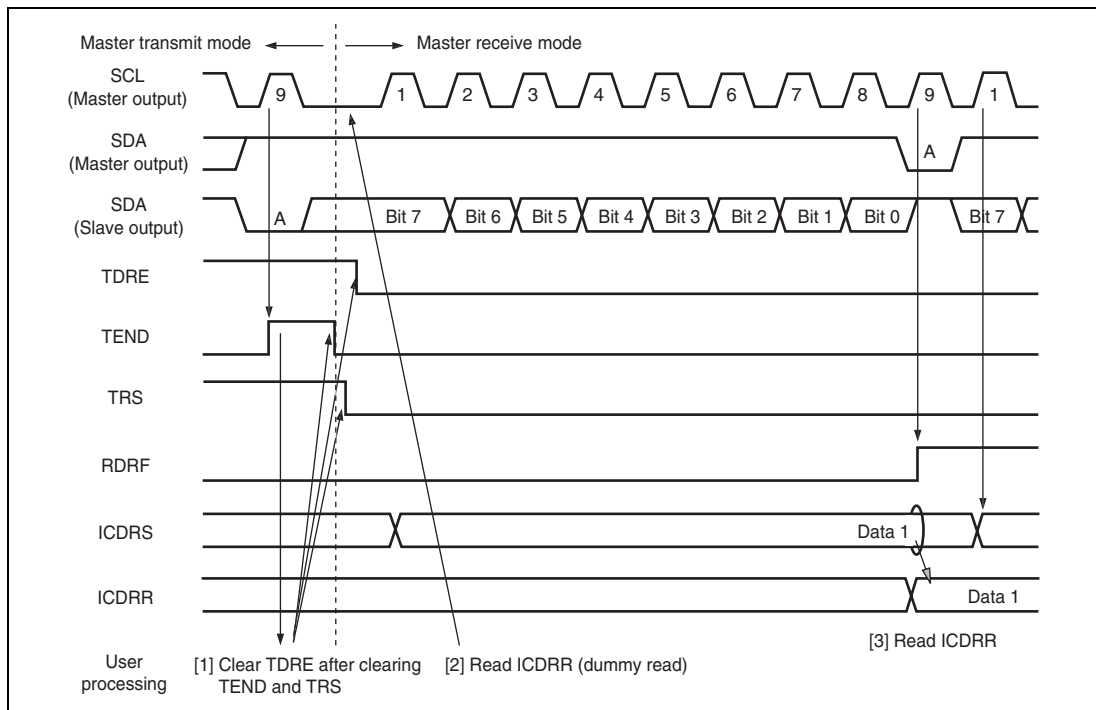 Master transmit mode
Master receive mode
SCL
(Master output)
9 1 2 3 4 5 6 7 8 9 1
SDA
(Master output)
A
SDA
(Slave output)
A Bit 7 Bit 6 Bit 5 Bit 4 Bit 3 Bit 2 Bit 1 Bit 0 Bit 7
TDRE
TEND
TRS
RDRF
ICDRS
Data 1
ICDRR
Data 1
User
processing
[1] Clear TDRE after clearing
TEND and TRS
[2] Read ICDRR (dummy read)
[3] Read ICDRR